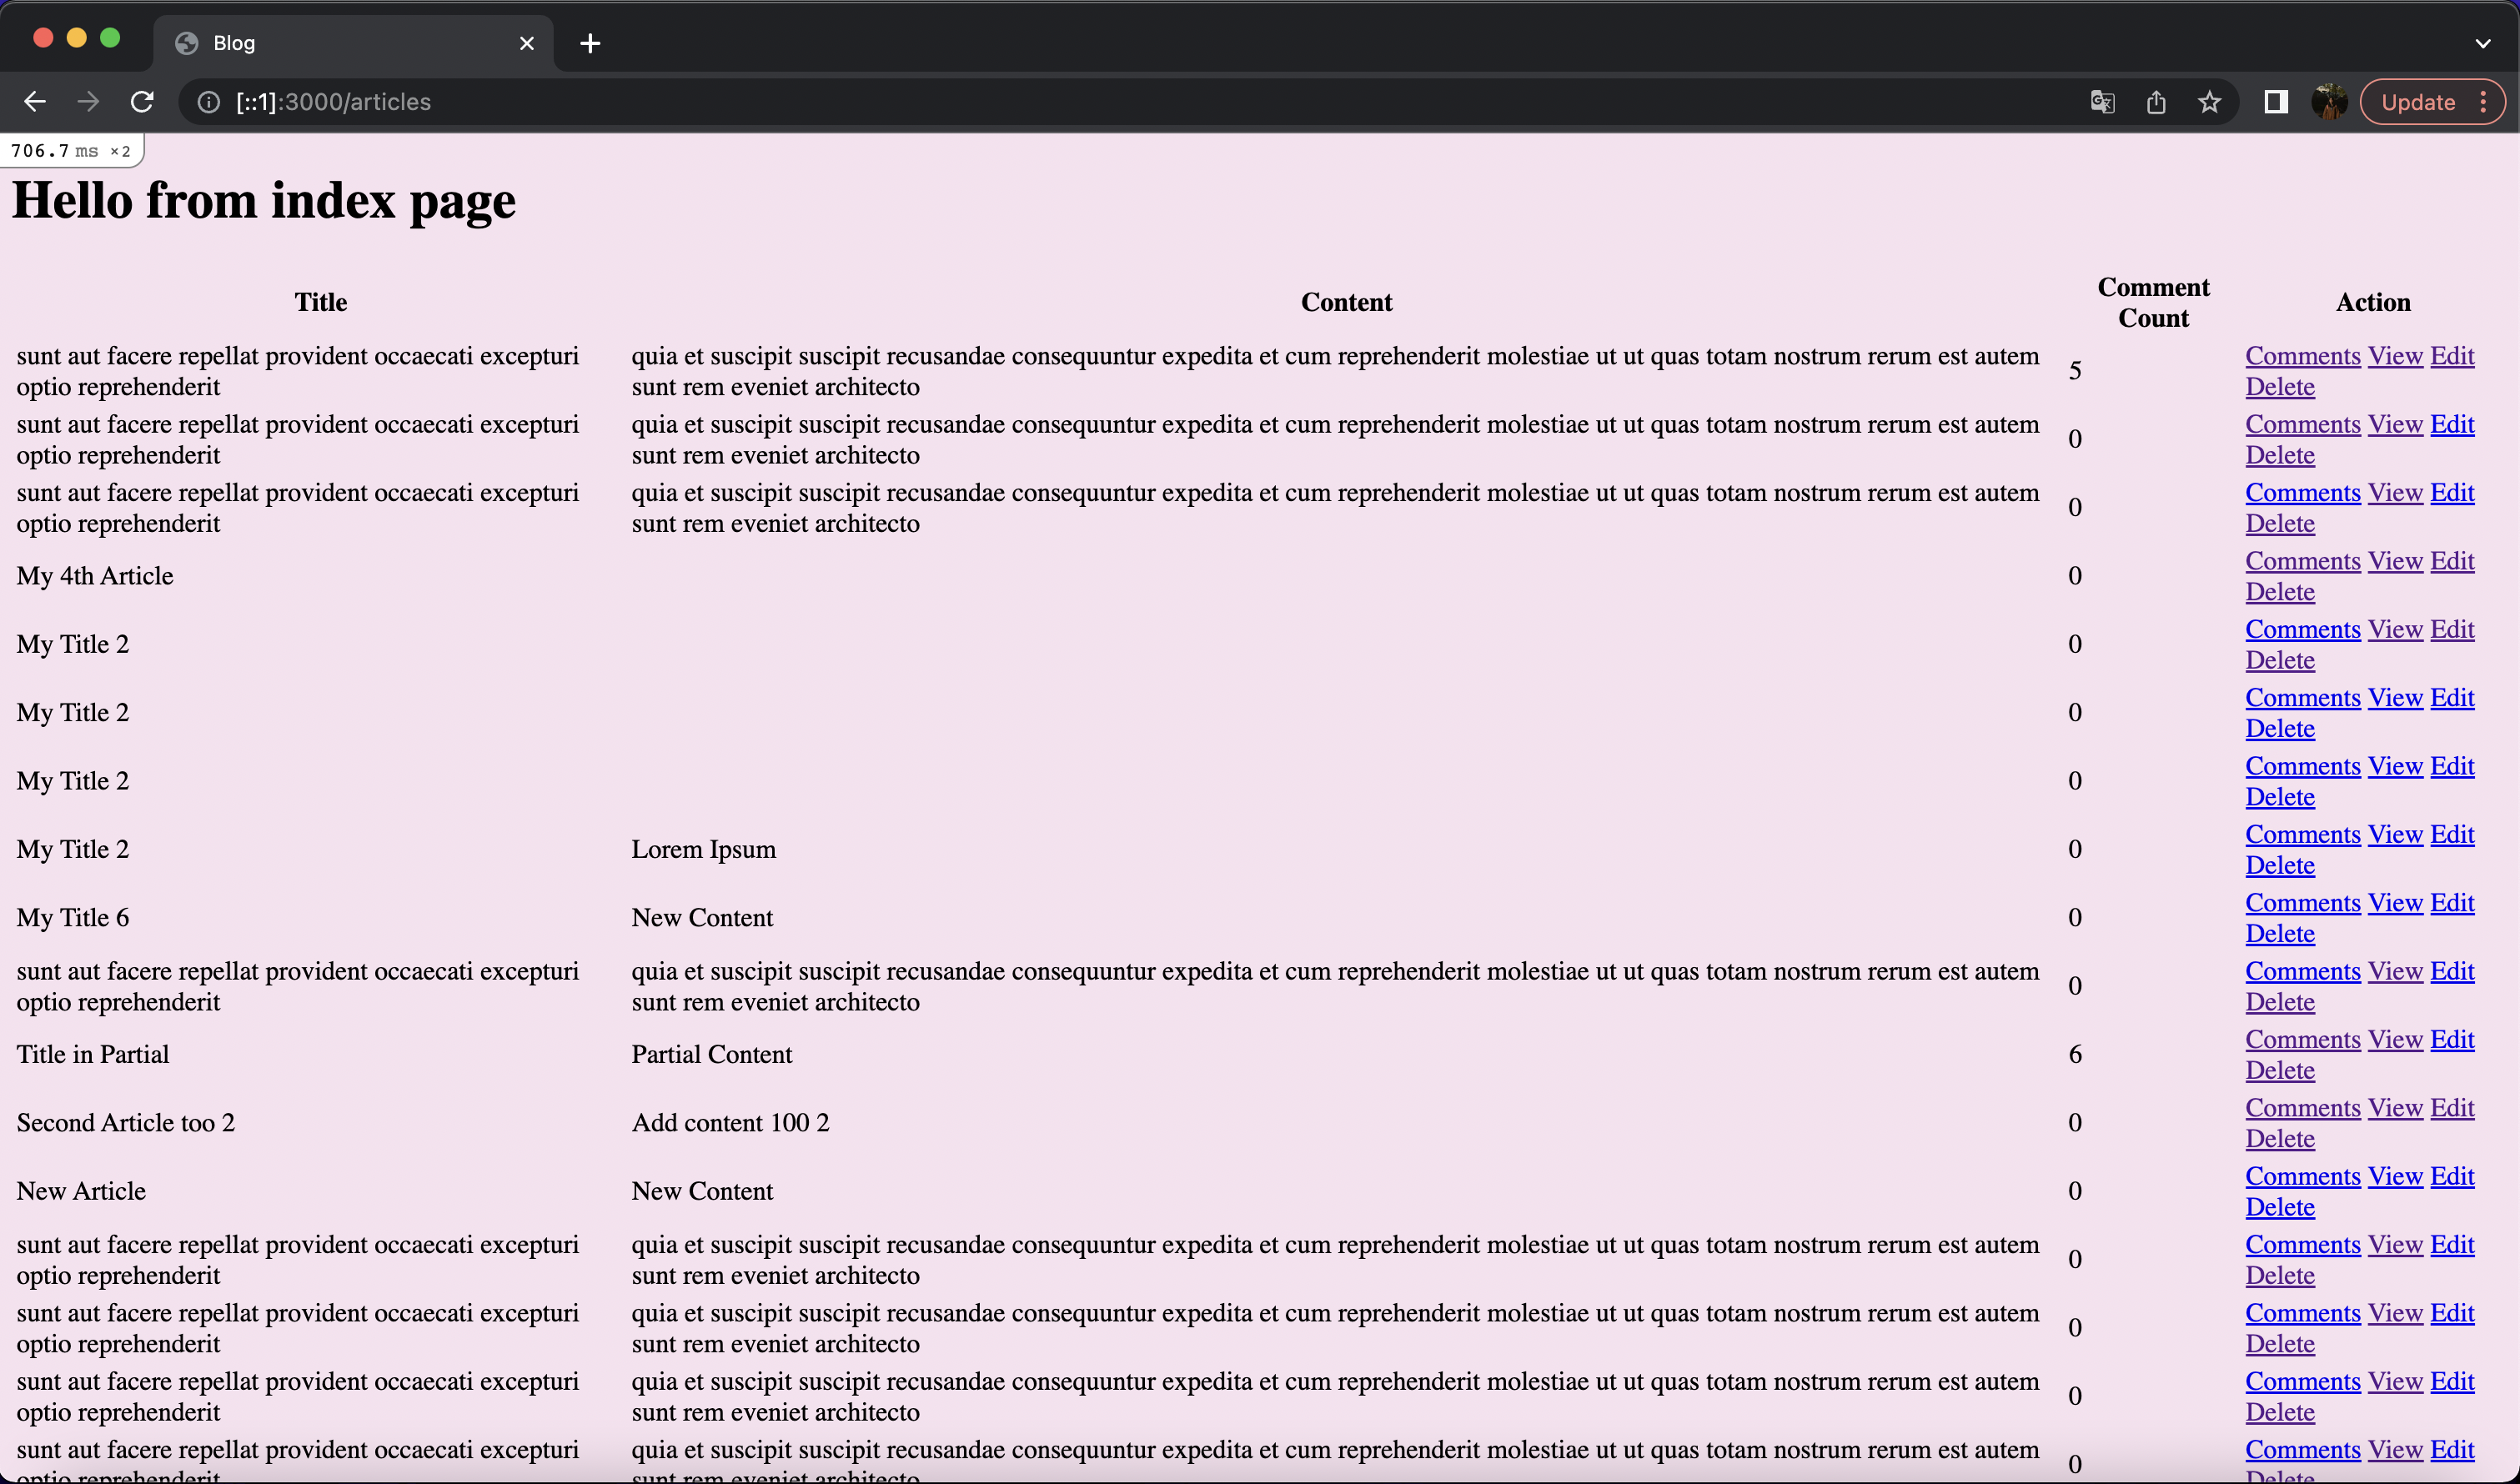 Blog
[::1]:3000/articles
Update
706.7 ms ×2
Hello from index page
Title Content Comment Count Action
sunt aut facere repellat provident occaecati excepturi quia et suscipit suscipit recusandae consequuntur expedita et cum reprehenderit molestiae ut ut quas totam nostrum rerum est autem 5 Comments View Edit
optio reprehenderit sunt rem eveniet architecto Delete
sunt aut facere repellat provident occaecati excepturi quia et suscipit suscipit recusandae consequuntur expedita et cum reprehenderit molestiae ut ut quas totam nostrum rerum est autem 0 Comments View Edit
optio reprehenderit sunt rem eveniet architecto Delete
sunt aut facere repellat provident occaecati excepturi quia et suscipit suscipit recusandae consequuntur expedita et cum reprehenderit molestiae ut ut quas totam nostrum rerum est autem 0 Comments View Edit
optio reprehenderit sunt rem eveniet architecto Delete
My 4th Article 0 Comments View Edit
Delete
My Title 2 0 Comments View Edit
Delete
My Title 2 0 Comments View Edit
Delete
My Title 2 0 Comments View Edit
Delete
My Title 2 Lorem Ipsum 0 Comments View Edit
Delete
My Title 6 New Content 0 Comments View Edit
Delete
sunt aut facere repellat provident occaecati excepturi quia et suscipit suscipit recusandae consequuntur expedita et cum reprehenderit molestiae ut ut quas totam nostrum rerum est autem 0 Comments View Edit
optio reprehenderit sunt rem eveniet architecto Delete
Title in Partial Partial Content 6 Comments View Edit
Delete
Second Article too 2 Add content 100 2 0 Comments View Edit
Delete
New Article New Content 0 Comments View Edit
Delete
sunt aut facere repellat provident occaecati excepturi quia et suscipit suscipit recusandae consequuntur expedita et cum reprehenderit molestiae ut ut quas totam nostrum rerum est autem 0 Comments View Edit
optio reprehenderit sunt rem eveniet architecto Delete
sunt aut facere repellat provident occaecati excepturi quia et suscipit suscipit recusandae consequuntur expedita et cum reprehenderit molestiae ut ut quas totam nostrum rerum est autem 0 Comments View Edit
optio reprehenderit sunt rem eveniet architecto Delete
sunt aut facere repellat provident occaecati excepturi quia et suscipit suscipit recusandae consequuntur expedita et cum reprehenderit molestiae ut ut quas totam nostrum rerum est autem 0 Comments View Edit
optio reprehenderit sunt rem eveniet architecto Delete
sunt aut facere repellat provident occaecati excepturi quia et suscipit suscipit recusandae consequuntur expedita et cum reprehenderit molestiae ut ut quas totam nostrum rerum est autem 0 Comments View Edit
optio reprehenderit sunt rem eveniet architecto Delete